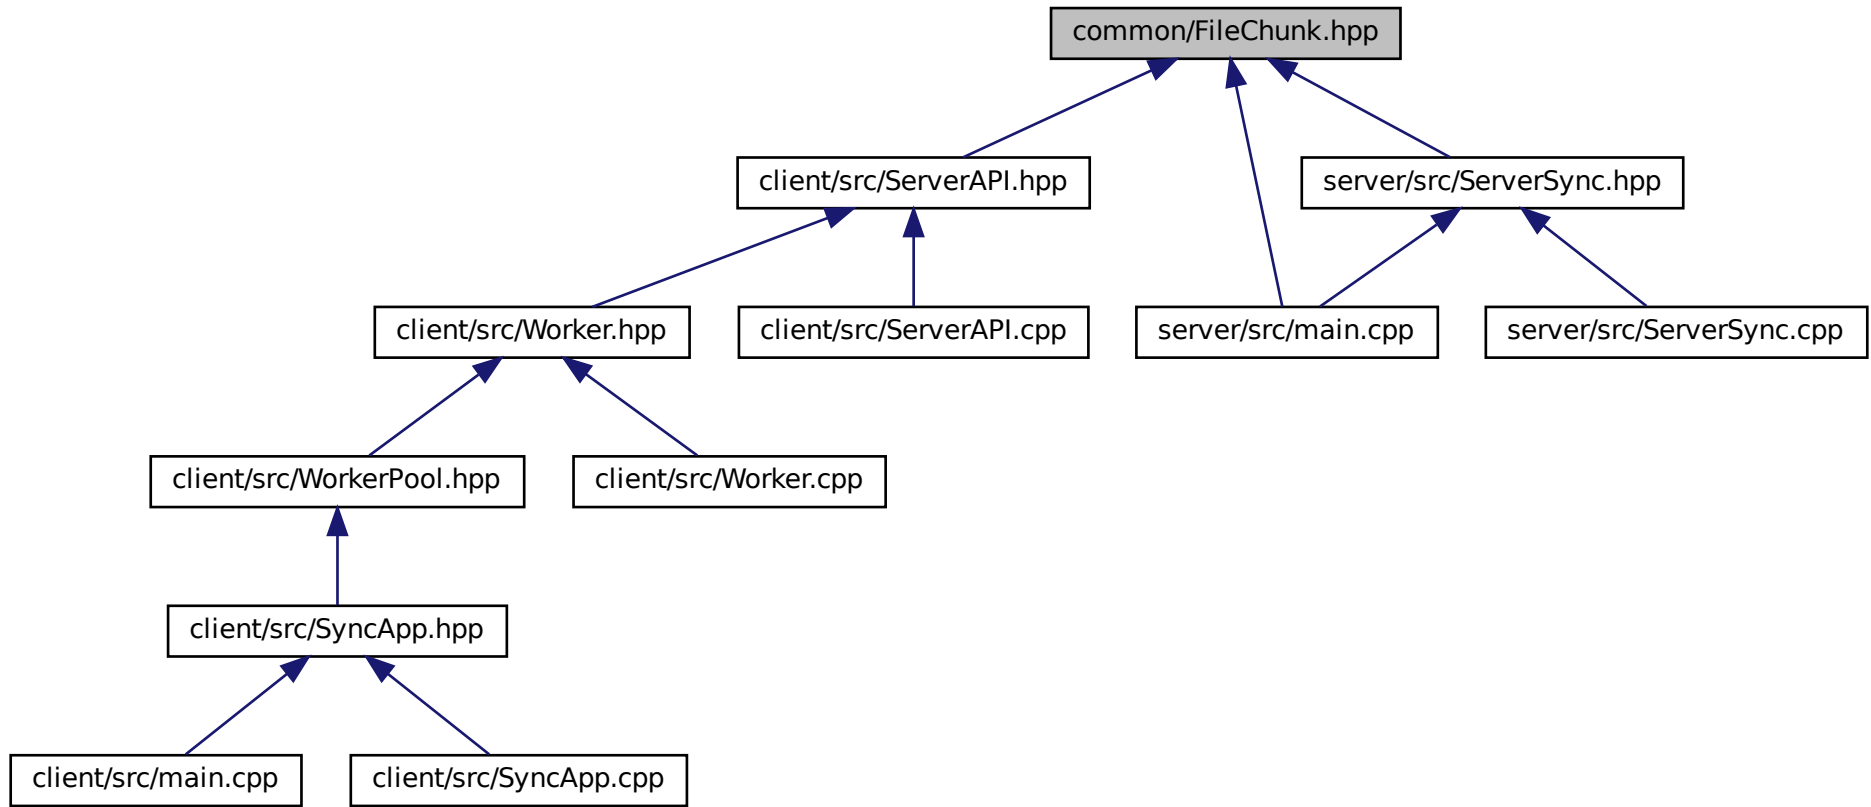 common/FileChunk.hpp
client/src/ServerAPI.hpp
server/src/ServerSync.hpp
client/src/Worker.hpp
client/src/ServerAPI.cpp
server/src/main.cpp
server/src/ServerSync.cpp
client/src/WorkerPool.hpp
client/src/Worker.cpp
client/src/SyncApp.hpp
client/src/main.cpp
client/src/SyncApp.cpp